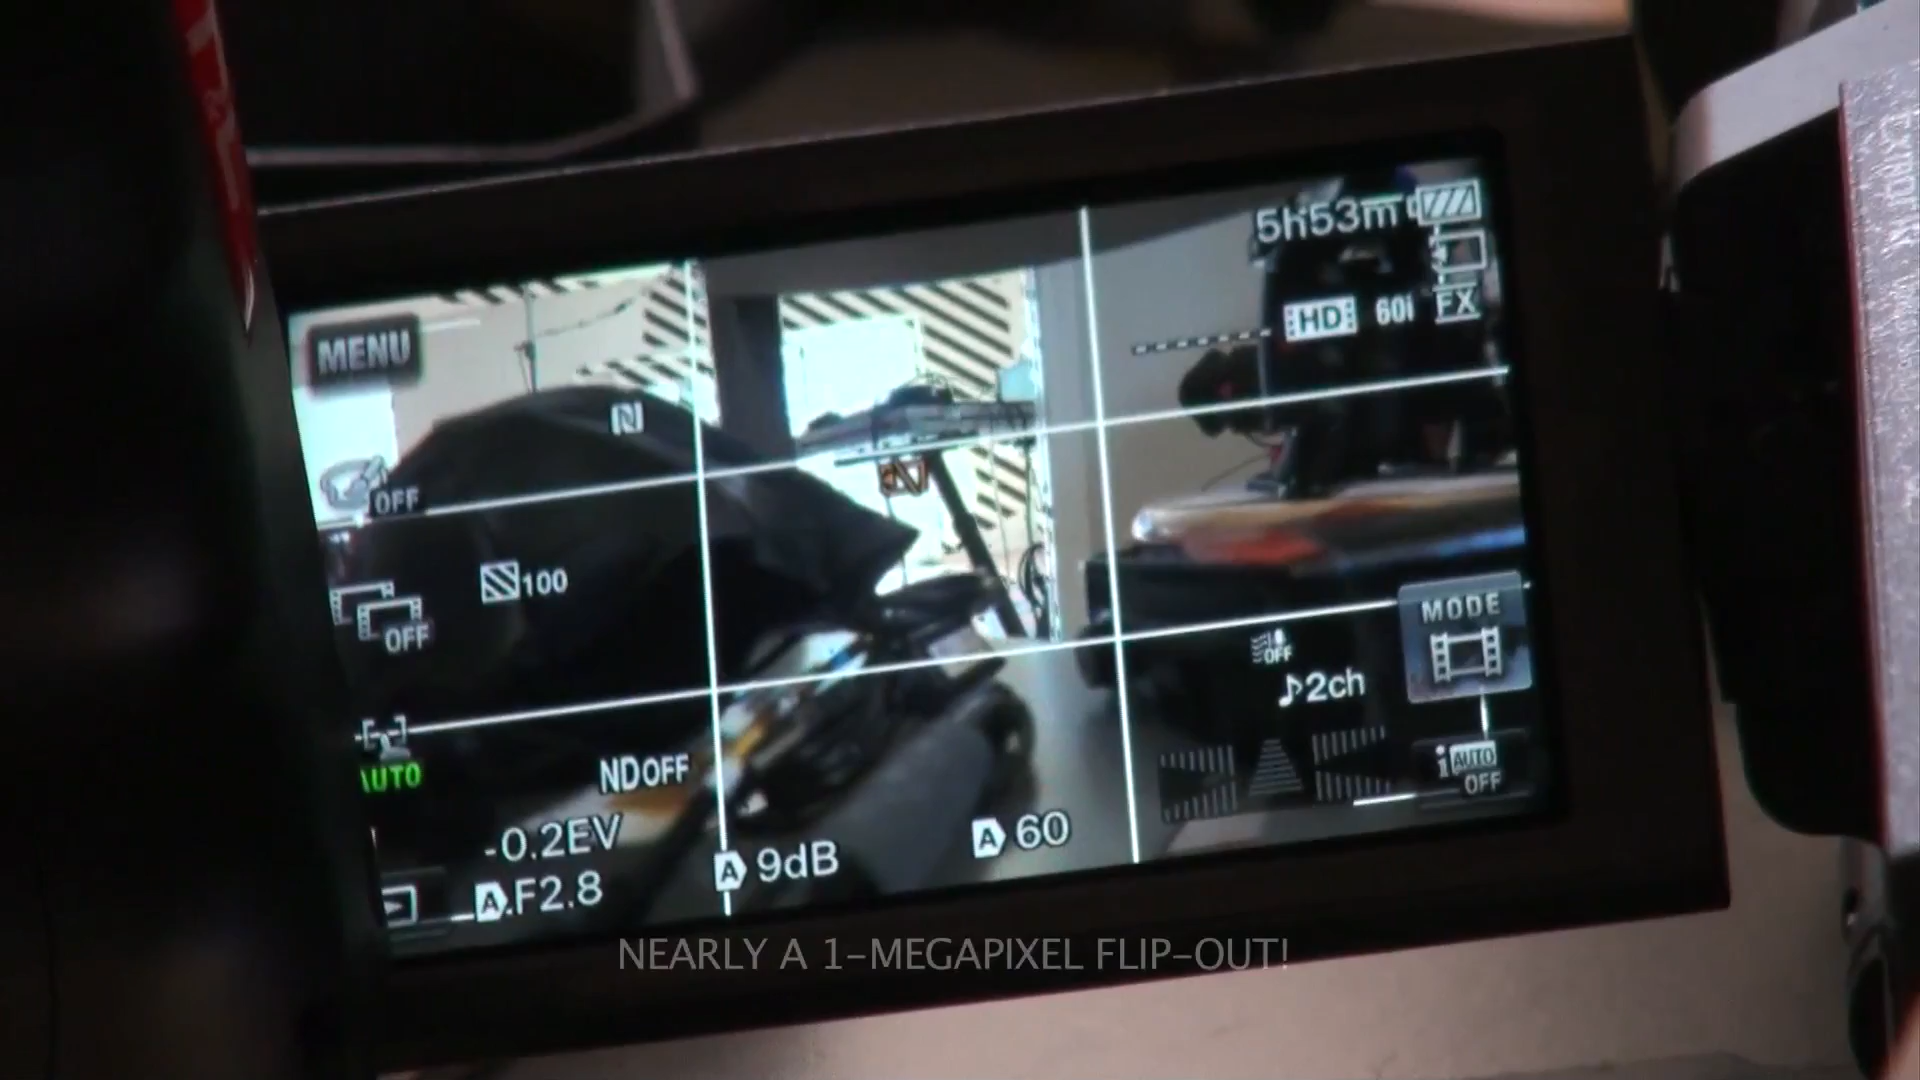 5h53m
HD 60i FX
MENU
OFF
100
OFF
MODE
OFF
2ch
AUTO
NDOFF
iAUTO
OFF
-0.2EV
A 9dB
A 60
A F2.8
NEARLY A 1-MEGAPIXEL FLIP-OUT!